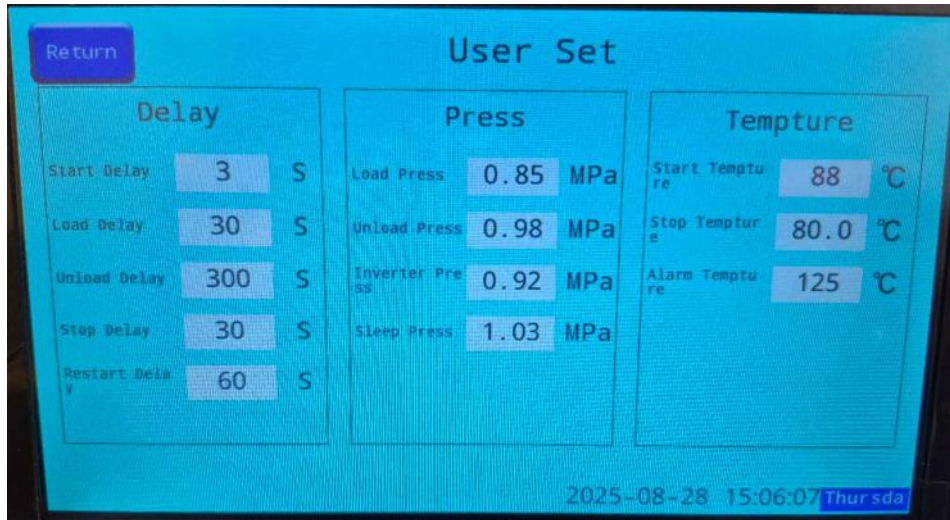 Return
User Set
Delay
Start Delay 3 S
Load Delay 30 S
Unload Delay 300 S
Stop Delay 30 S
Restart Dela
y 60 S
Press
Load Press 0.85 MPa
Unload Press 0.98 MPa
Inverter Pre
ss 0.92 MPa
Sleep Press 1.03 MPa
Tempture
Start Temptu
re 88 ℃
Stop Temptur
e 80.0 ℃
Alarm Temptu
re 125 ℃
2025-08-28 15:06:07 Thursda